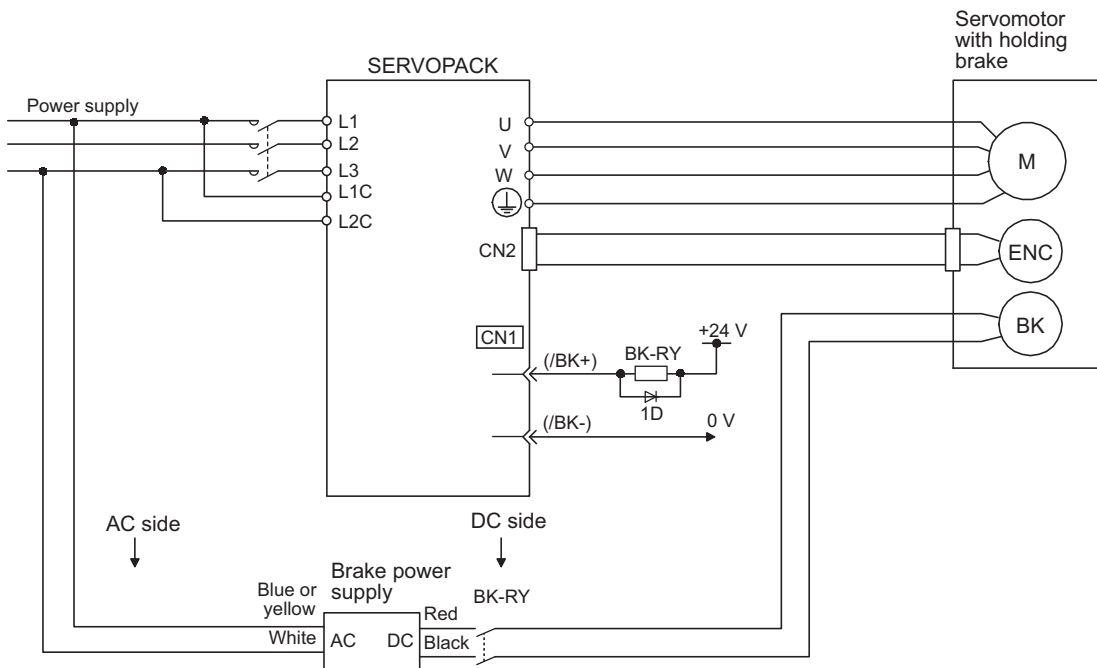 Servomotor
with holding
brake
SERVOPACK
Power supply
L1
L2
L3
L1C
L2C
U
V
W
M
CN2
ENC
BK
CN1
+24 V
(/BK+)
BK-RY
1D
(/BK-)
0 V
AC side
DC side
Brake power
supply
BK-RY
Blue or
yellow
White
AC
DC
Red
Black